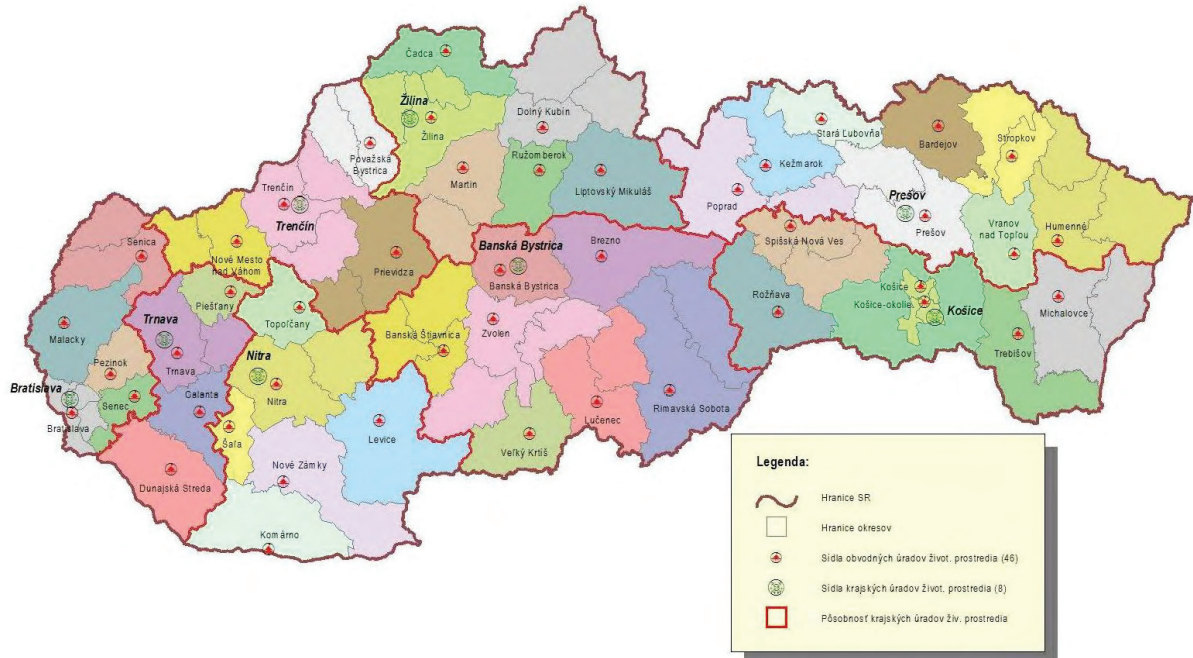 Čadca
Žilina
Žilina
Dolný Kubín
Stará Ľubovňa
Bardejov
Stropkov
Považská
Bystrica
Martin
Ružomberok
Liptovský Mikuláš
Kežmarok
Poprad
Prešov
Prešov
Vranov
nad Topľou
Humenné
Trenčín
Trenčín
Senica
Nové Mesto
nad Váhom
Prievidza
Banská Bystrica
Banská Bystrica
Brezno
Spišská Nová Ves
Rožňava
Košice
Košice-okolie
Košice
Michalovce
Trebišov
Piešťany
Topoľčany
Malacky
Trnava
Trnava
Pezinok
Banská Štiavnica
Zvolen
Nitra
Nitra
Bratislava
Bratislava
Senec
Galanta
Šaľa
Levice
Lučenec
Rimavská Sobota
Veľký Krtíš
Dunajská Streda
Nové Zámky
Komárno
Legenda:
Hranice SR
Hranice okresov
Sídla obvodných úradov život. prostredia (46)
Sídla krajských úradov život. prostredia (8)
Pôsobnosť krajských úradov živ. prostredia